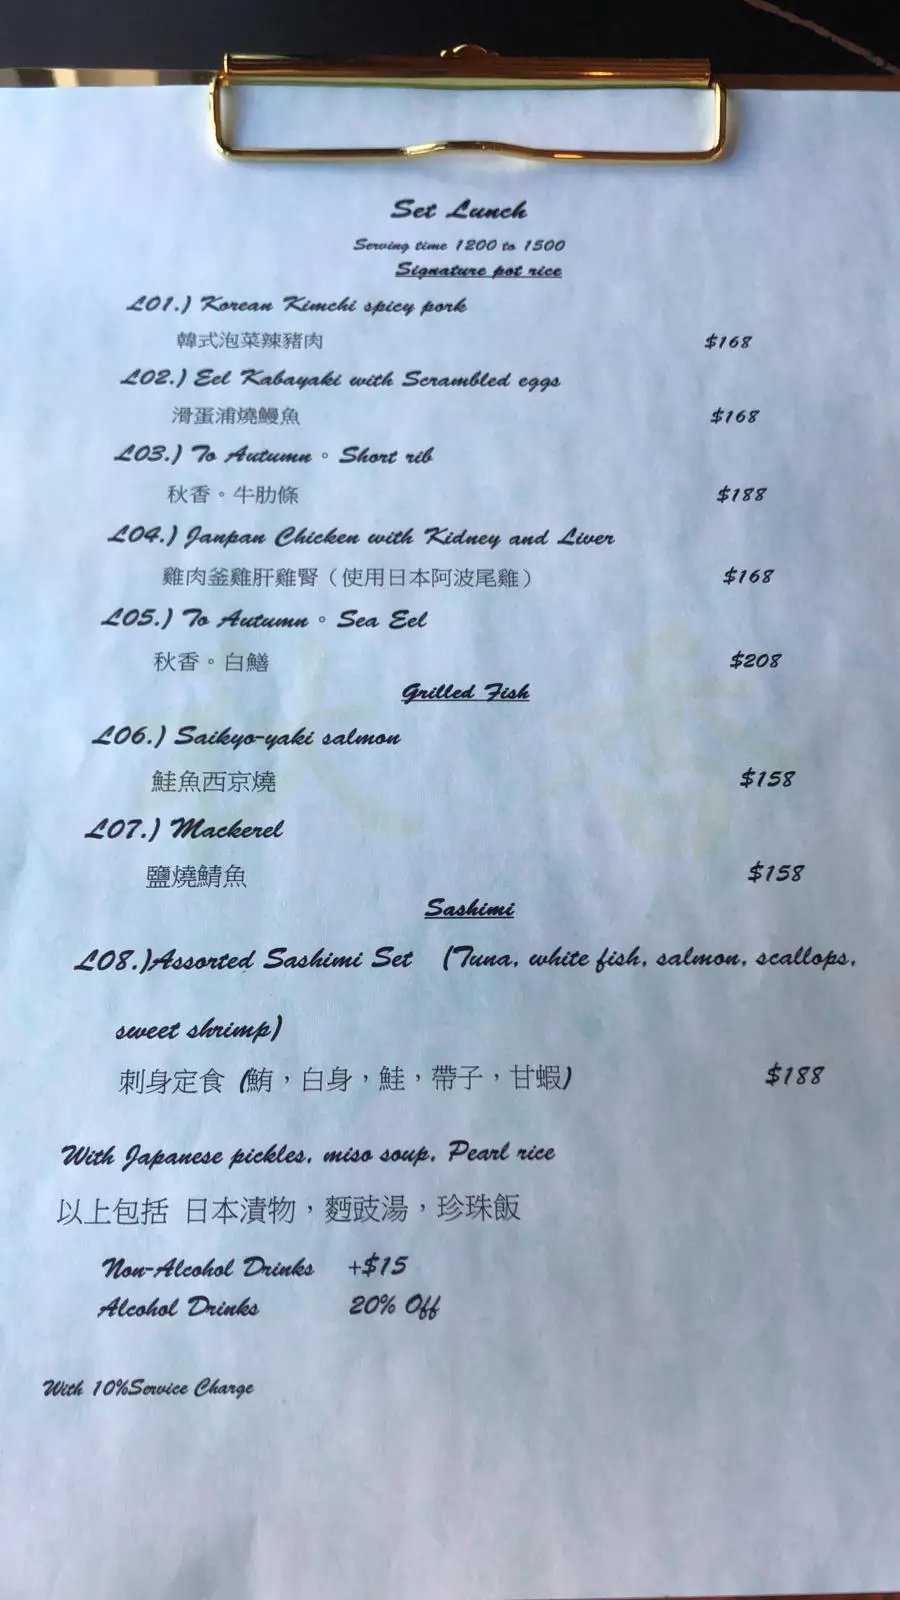 Set Lunch
Serving time 1200 to 1500
Signature pot rice
L01.) Korean Kimchi spicy pork
韓式泡菜辣豬肉 $168
L02.) Eel Kabayaki with Scrambled eggs
滑蛋浦燒鰻魚 $168
L03.) To Autumn。Short rib
秋香。牛肋條 $188
L04.) Janpan Chicken with Kidney and Liver
雞肉釜雞肝雞腎（使用日本阿波尾雞） $168
L05.) To Autumn。Sea Eel
秋香。白鱔 $208
Grilled Fish
L06.) Saikyo-yaki salmon
鮭魚西京燒 $158
L07.) Mackerel
鹽燒鯖魚 $158
Sashimi
L08.)Assorted Sashimi Set (Tuna, white fish, salmon, scallops,
sweet shrimp)
刺身定食 (鮪，白身，鮭，帶子，甘蝦) $188
With Japanese pickles, miso soup, Pearl rice
以上包括 日本漬物，麵豉湯，珍珠飯
Non-Alcohol Drinks +$15
Alcohol Drinks 20% Off
With 10%Service Charge